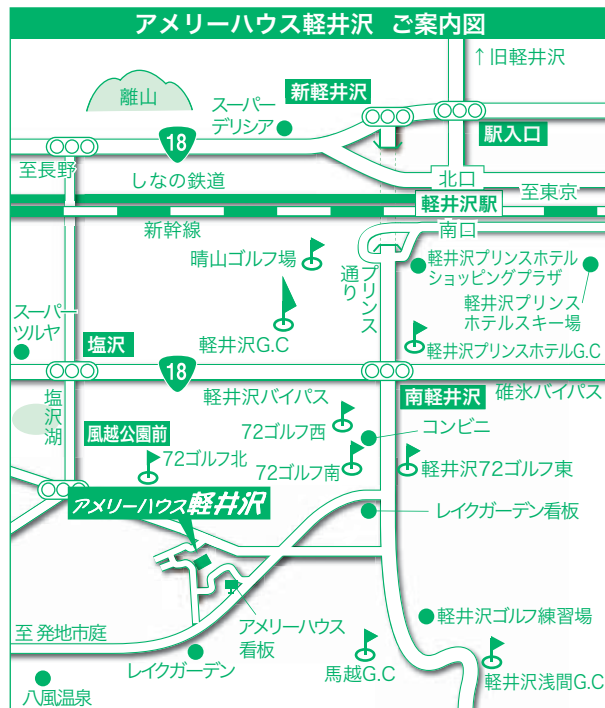 アメリーハウス軽井沢 ご案内図
↑旧軽井沢
離山
新軽井沢
スーパー
デリシア
18
駅入口
至長野
しなの鉄道
北口
至東京
軽井沢駅
新幹線
南口
晴山ゴルフ場
プリンス
通り
軽井沢プリンスホテル
ショッピングプラザ
軽井沢プリンス
ホテルスキー場
スーパー
ツルヤ
塩沢
軽井沢G.C
軽井沢プリンスホテルG.C
18
塩沢湖
軽井沢バイパス
南軽井沢
碓氷バイパス
風越公園前
72ゴルフ西
コンビニ
72ゴルフ北
72ゴルフ南
軽井沢72ゴルフ東
アメリーハウス軽井沢
レイクガーデン看板
至 発地市庭
アメリーハウス
看板
軽井沢ゴルフ練習場
レイクガーデン
馬越G.C
軽井沢浅間G.C
八風温泉